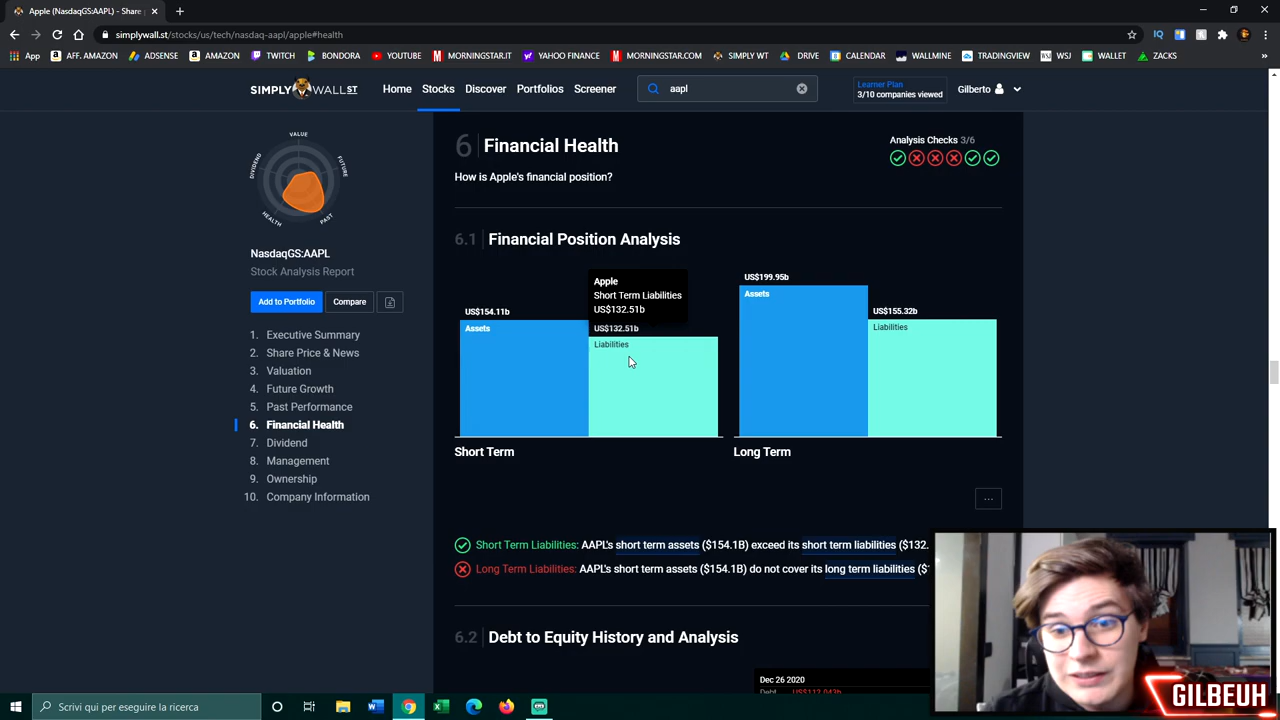 Apple (NasdaqGS:AAPL) - Share p
simplywall.st/stocks/us/tech/nasdaq-aapl/apple#health
App
AFF. AMAZON
ADSENSE
AMAZON
TWITCH
BONDORA
YOUTUBE
MORNINGSTAR.IT
YAHOO FINANCE
MORNINGSTAR.COM
SIMPLY WT
DRIVE
CALENDAR
WALLMINE
TRADINGVIEW
WSJ
WALLET
ZACKS
SIMPLY WALL ST
Home
Stocks
Discover
Portfolios
Screener
aapl
Learner Plan
3/10 companies viewed
Gilberto
VALUE
FUTURE
PAST
HEALTH
DIVIDEND
NasdaqGS:AAPL
Stock Analysis Report
Add to Portfolio
Compare
1. Executive Summary
2. Share Price & News
3. Valuation
4. Future Growth
5. Past Performance
6. Financial Health
7. Dividend
8. Management
9. Ownership
10. Company Information
6 Financial Health
Analysis Checks 3/6
How is Apple's financial position?
6.1 Financial Position Analysis
US$154.11b
Assets
Apple
Short Term Liabilities
US$132.51b
US$132.51b
Liabilities
Short Term
US$199.95b
Assets
US$155.32b
Liabilities
Long Term
...
Short Term Liabilities: AAPL's short term assets ($154.1B) exceed its short term liabilities ($132.
Long Term Liabilities: AAPL's short term assets ($154.1B) do not cover its long term liabilities ($1
6.2 Debt to Equity History and Analysis
Dec 26 2020
Debt US$112.043b
GILBEUH
Scrivi qui per eseguire la ricerca